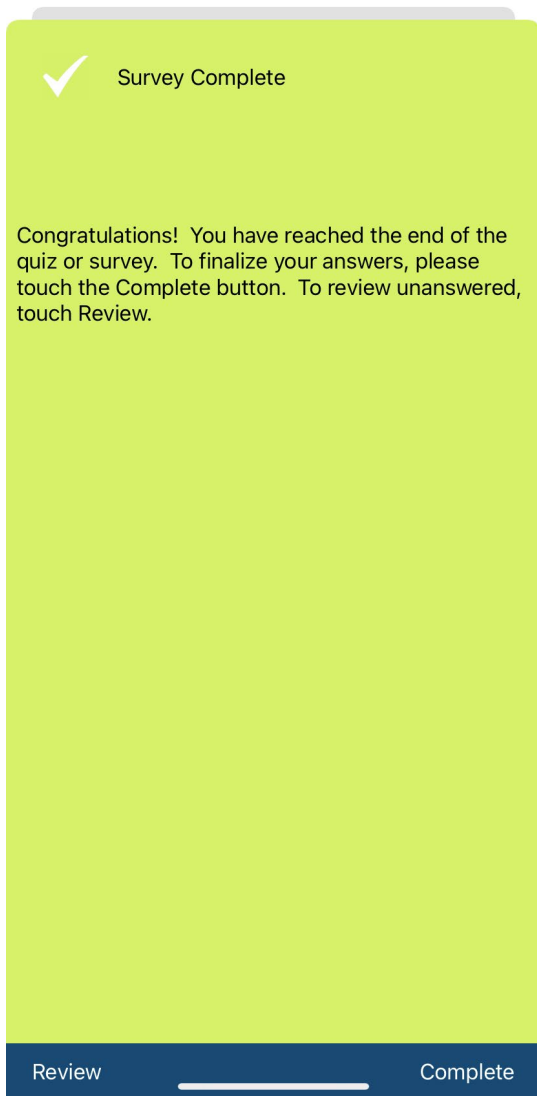 Survey Complete
Congratulations!  You have reached the end of the
quiz or survey.  To finalize your answers, please
touch the Complete button.  To review unanswered,
touch Review.
Review
Complete